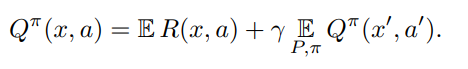 Q^π(x, a) = 𝔼 R(x, a) + γ 𝔼_{P,π} Q^π(x′, a′).